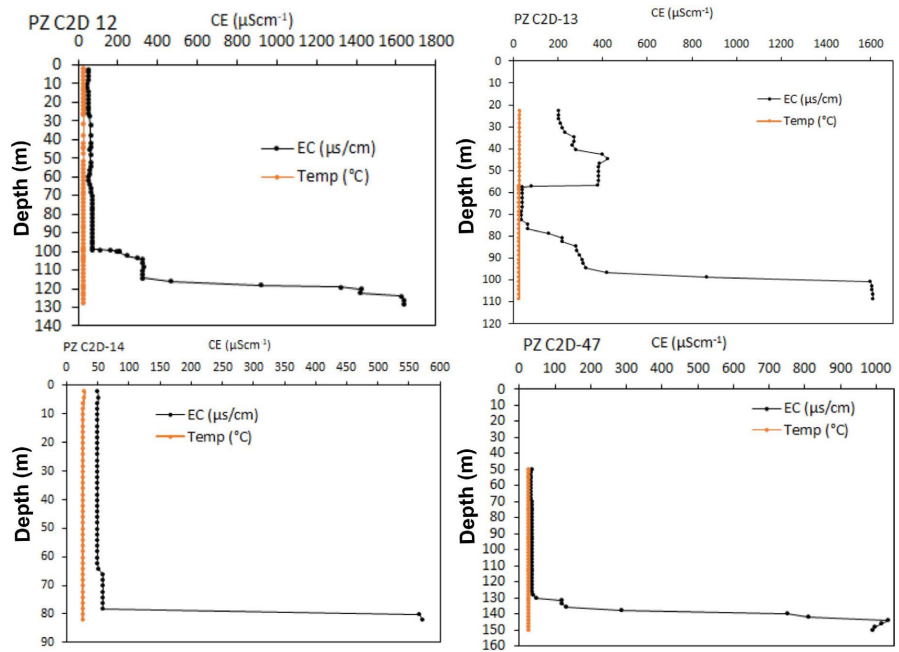 PZ C2D 12
CE (µScm⁻¹)
0 200 400 600 800 1000 1200 1400 1600 1800
0
10
20
30
40
50
60
70
80
90
100
110
120
130
140
Depth (m)
EC (µs/cm)
Temp (°C)
PZ C2D-13
CE (µScm⁻¹)
0 200 400 600 800 1000 1200 1400 1600
0
10
20
30
40
50
60
70
80
90
100
110
120
Depth (m)
EC (µs/cm)
Temp (°C)
PZ C2D-14
CE (µScm⁻¹)
0 50 100 150 200 250 300 350 400 450 500 550 600
0
10
20
30
40
50
60
70
80
90
Depth (m)
EC (µs/cm)
Temp (°C)
PZ C2D-47
CE (µScm⁻¹)
0 100 200 300 400 500 600 700 800 900 1000
0
10
20
30
40
50
60
70
80
90
100
110
120
130
140
150
160
Depth (m)
EC (µs/cm)
Temp (°C)